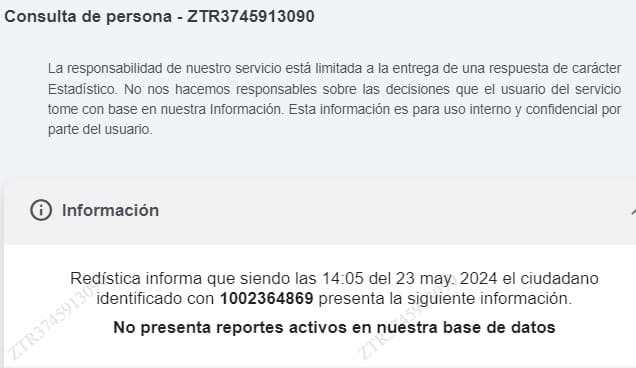 Consulta de persona - ZTR3745913090
La responsabilidad de nuestro servicio está limitada a la entrega de una respuesta de carácter
Estadístico. No nos hacemos responsables sobre las decisiones que el usuario del servicio
tome con base en nuestra Información. Esta información es para uso interno y confidencial por
parte del usuario.
Información
Redística informa que siendo las 14:05 del 23 may. 2024 el ciudadano
identificado con 1002364869 presenta la siguiente información.
No presenta reportes activos en nuestra base de datos
ZTR3745913090
ZTR3745913090